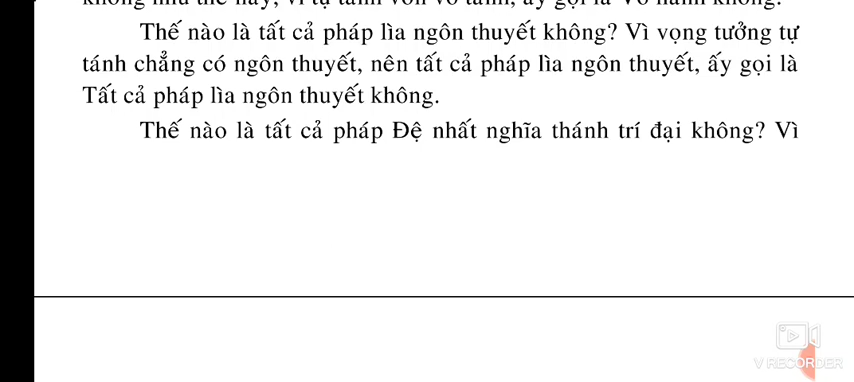 Thế nào là tất cả pháp lìa ngôn thuyết không? Vì vọng tưởng tự
tánh chẳng có ngôn thuyết, nên tất cả pháp lìa ngôn thuyết, ấy gọi là
Tất cả pháp lìa ngôn thuyết không.
Thế nào là tất cả pháp Đệ nhất nghĩa thánh trí đại không? Vì
V RECORDER